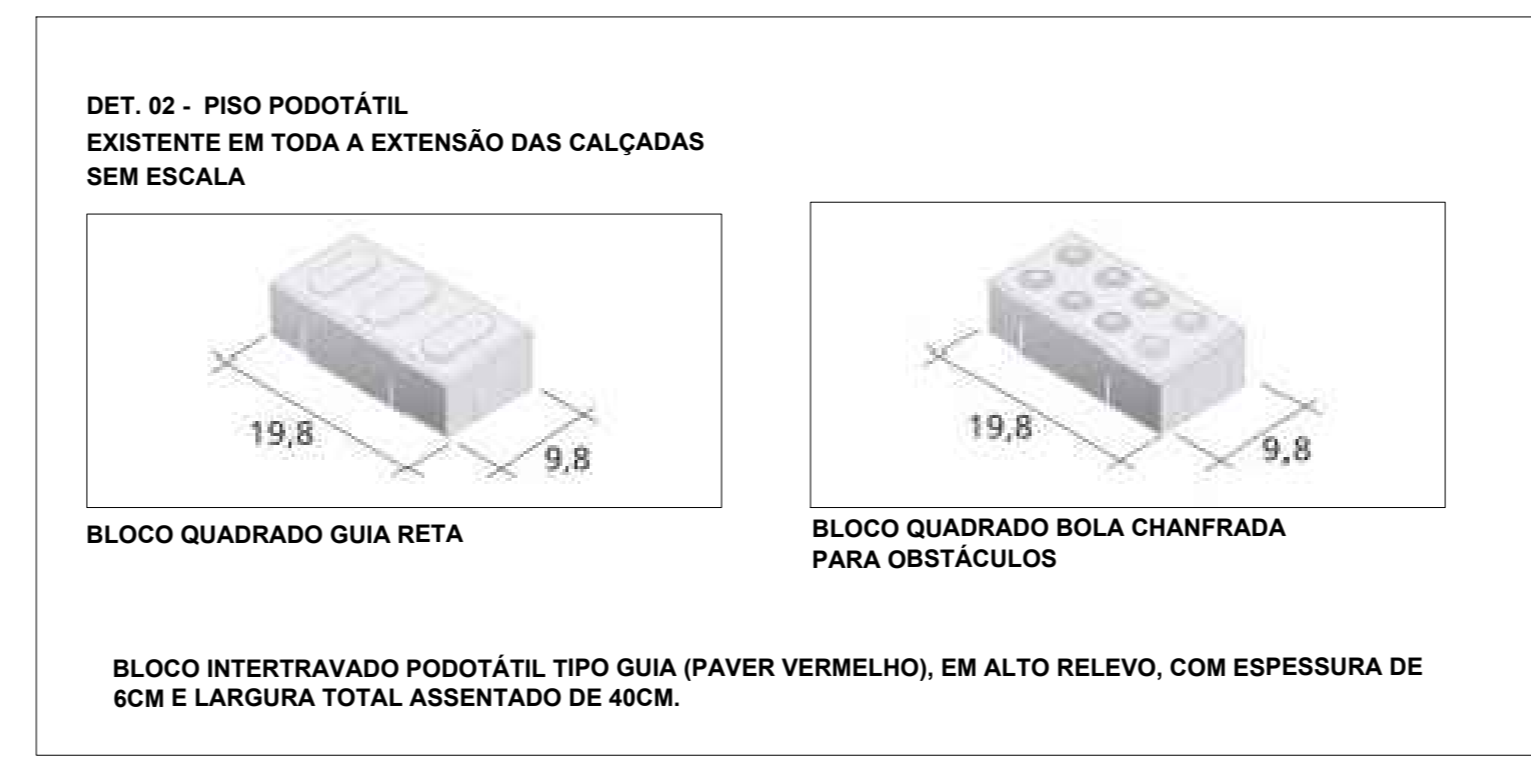 DET. 02 - PISO PODOTÁTIL
EXISTENTE EM TODA A EXTENSÃO DAS CALÇADAS
SEM ESCALA
19,8
9,8
BLOCO QUADRADO GUIA RETA
19,8
9,8
BLOCO QUADRADO BOLA CHANFRADA
PARA OBSTÁCULOS
BLOCO INTERTRAVADO PODOTÁTIL TIPO GUIA (PAVER VERMELHO), EM ALTO RELEVO, COM ESPESSURA DE
6CM E LARGURA TOTAL ASSENTADO DE 40CM.